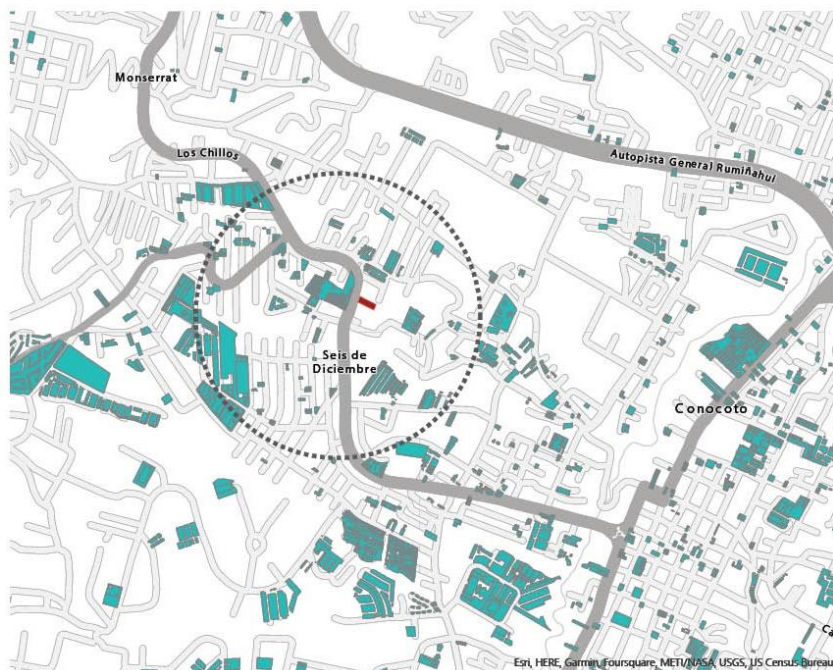 Monserrat
Los Chillos
Autopista General Rumiñahui
Seis de
Diciembre
Conocoto
Esri, HERE, Garmin, Foursquare, METI/NASA, USGS, US Census Bureau